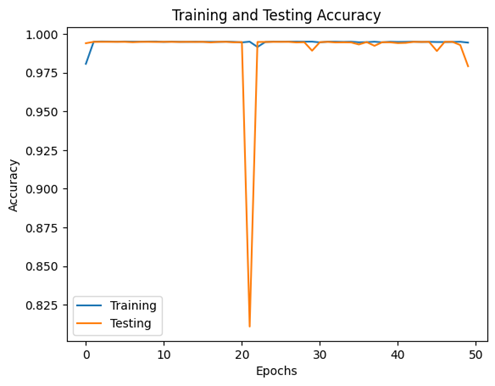 Training and Testing Accuracy
1.000
0.975
0.950
0.925
0.900
0.875
0.850
0.825
Accuracy
Training
Testing
0 10 20 30 40 50
Epochs